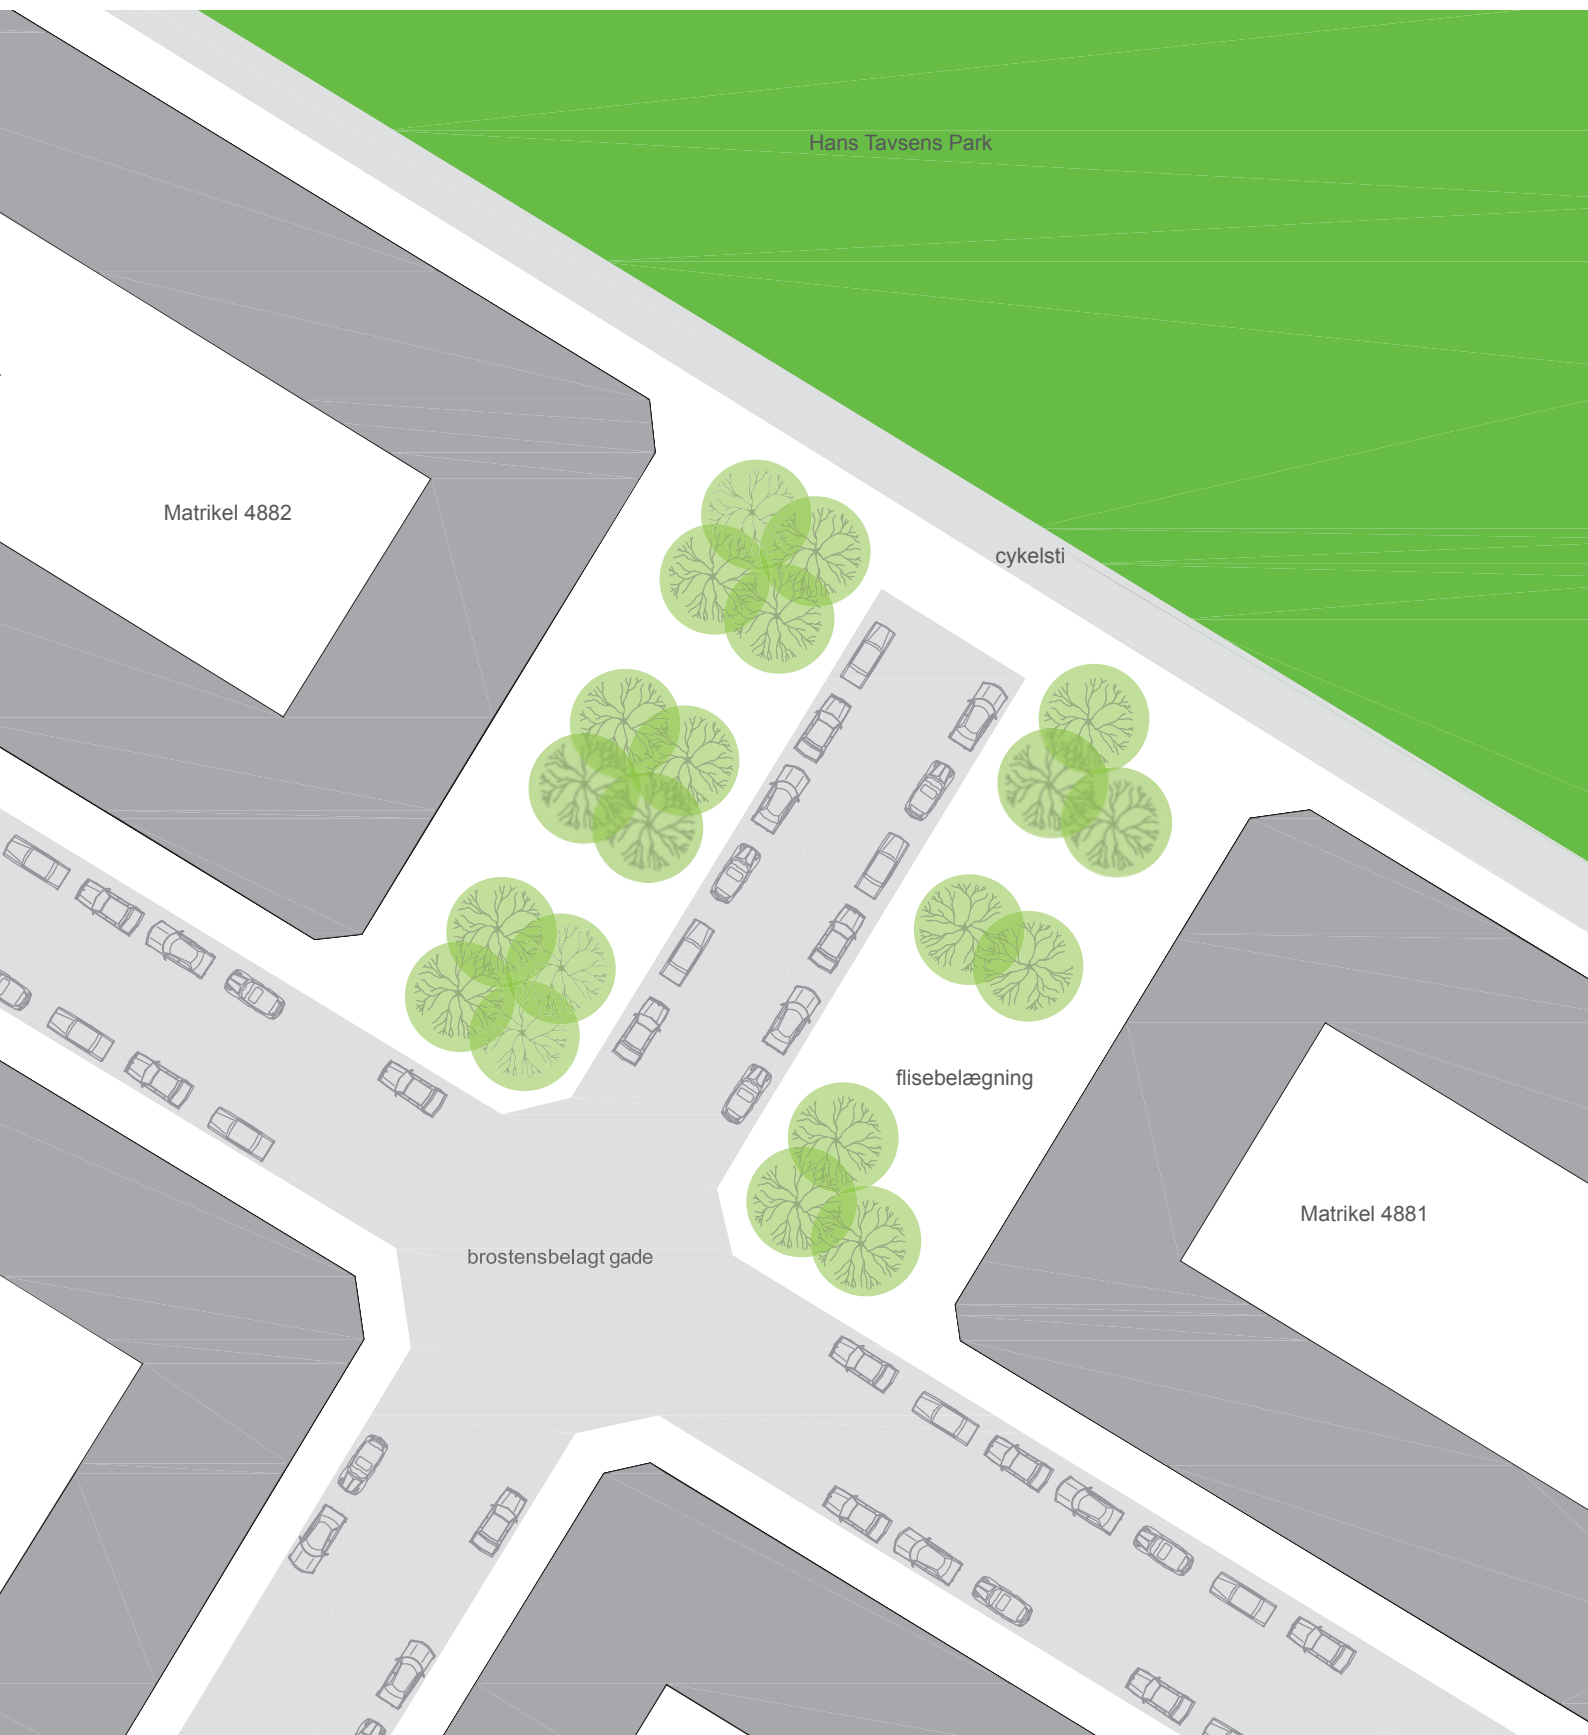 Hans Tavsens Park
Matrikel 4882
cykelsti
flisebelægning
Matrikel 4881
brostensbelagt gade